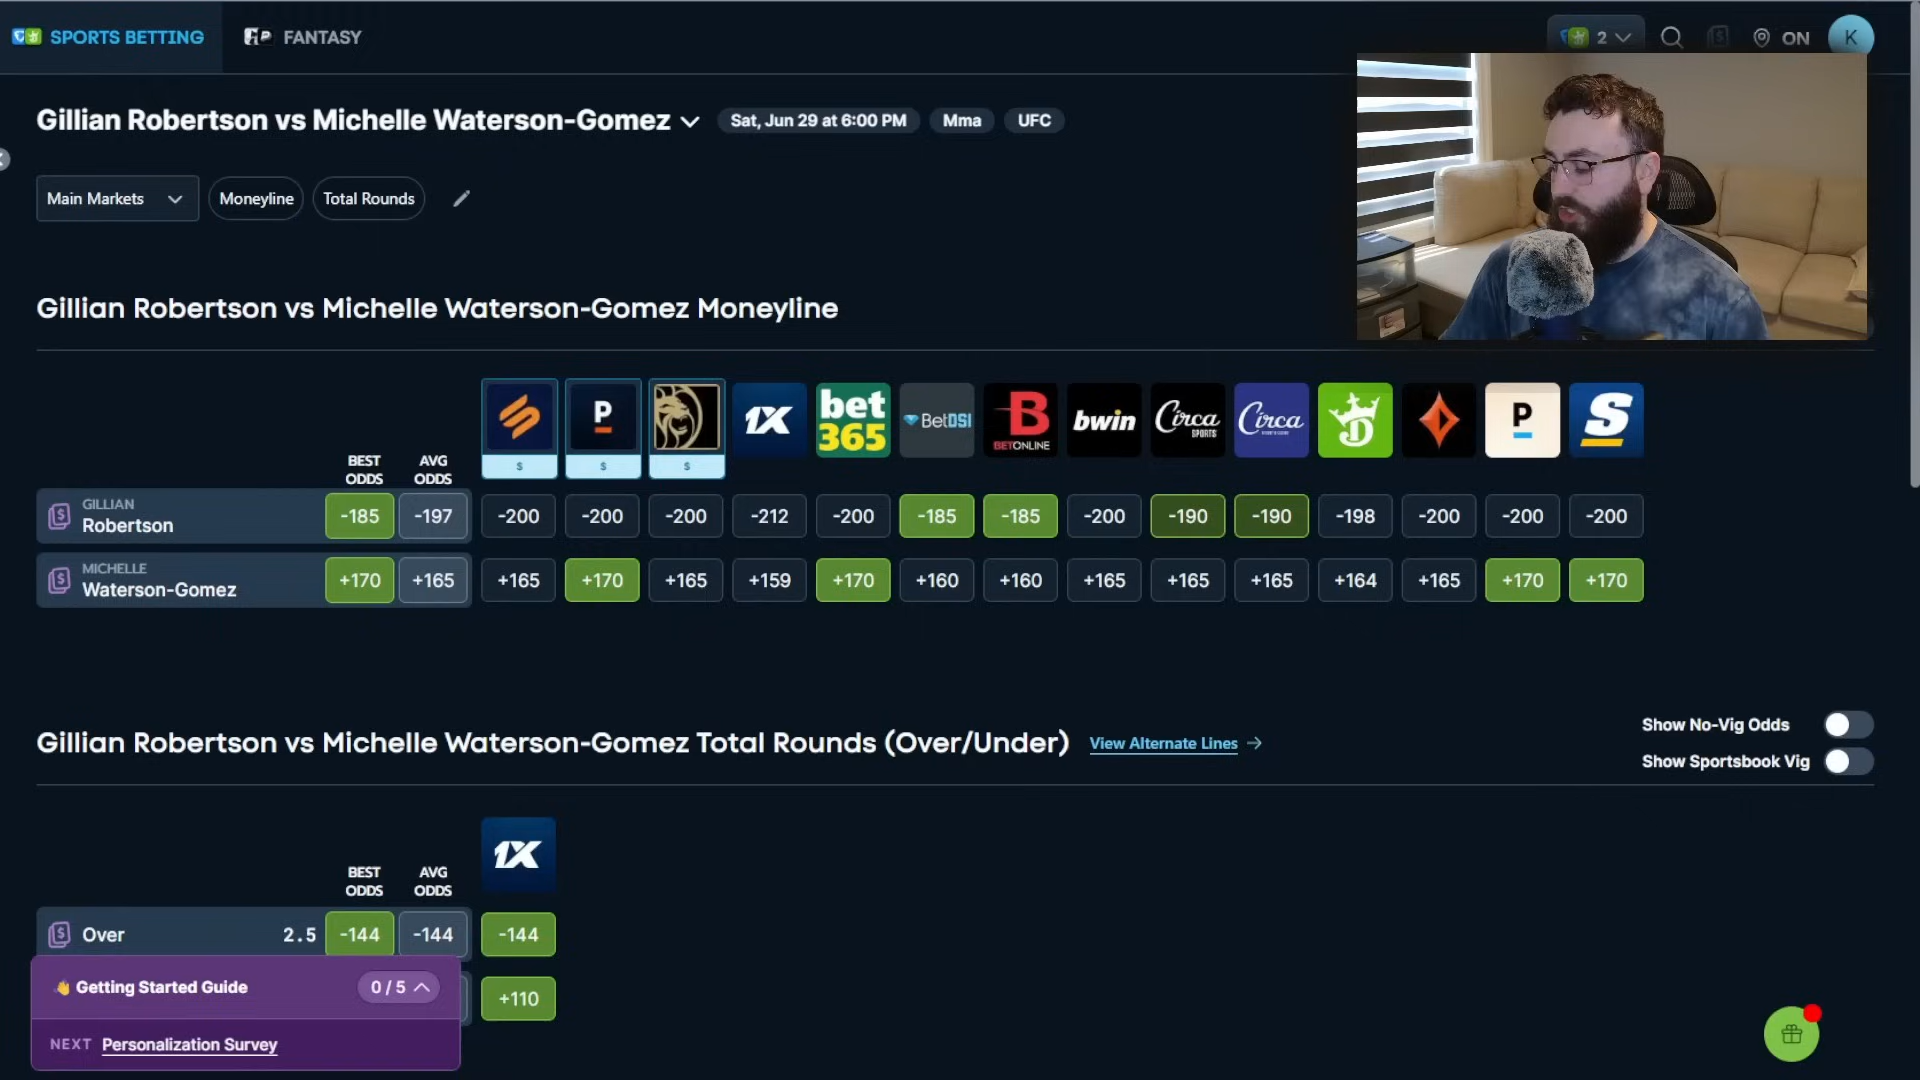 SPORTS BETTING
FANTASY
2
ON
K
Gillian Robertson vs Michelle Waterson-Gomez
Sat, Jun 29 at 6:00 PM
Mma
UFC
Main Markets
Moneyline
Total Rounds
Gillian Robertson vs Michelle Waterson-Gomez Moneyline
P
1X
bet
365
BetDSI
B
BETONLINE
bwin
Circa
SPORTS
Circa
P
S
$ $ $
BEST ODDS
AVG ODDS
GILLIAN
Robertson
-185 -197 -200 -200 -200 -212 -200 -185 -185 -200 -190 -190 -198 -200 -200 -200
MICHELLE
Waterson-Gomez
+170 +165 +165 +170 +165 +159 +170 +160 +160 +165 +165 +165 +164 +165 +170 +170
Show No-Vig Odds
Gillian Robertson vs Michelle Waterson-Gomez Total Rounds (Over/Under)
View Alternate Lines
Show Sportsbook Vig
1X
BEST ODDS
AVG ODDS
Over 2.5 -144 -144 -144
+110
Getting Started Guide
0 / 5
NEXT Personalization Survey